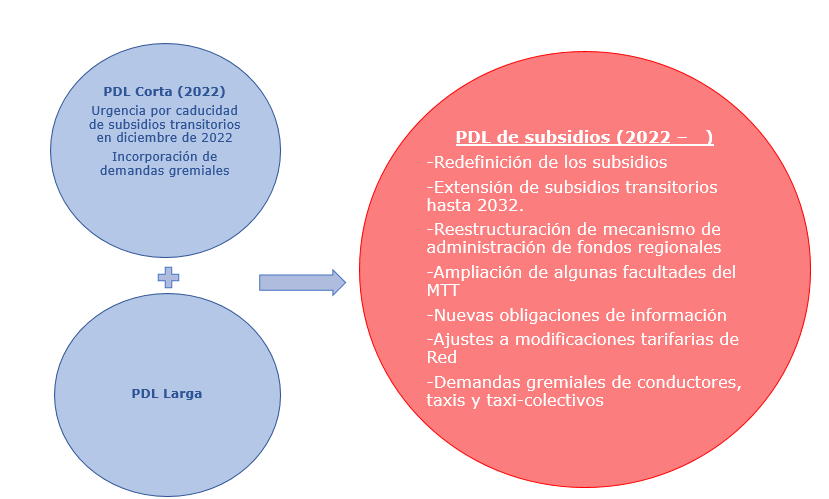 PDL Corta (2022)
Urgencia por caducidad
de subsidios transitorios
en diciembre de 2022
Incorporación de
demandas gremiales
PDL Larga
PDL de subsidios (2022 –   )
-Redefinición de los subsidios
-Extensión de subsidios transitorios
hasta 2032.
-Reestructuración de mecanismo de
administración de fondos regionales
-Ampliación de algunas facultades del
MTT
-Nuevas obligaciones de información
-Ajustes a modificaciones tarifarias de
Red
-Demandas gremiales de conductores,
taxis y taxi-colectivos